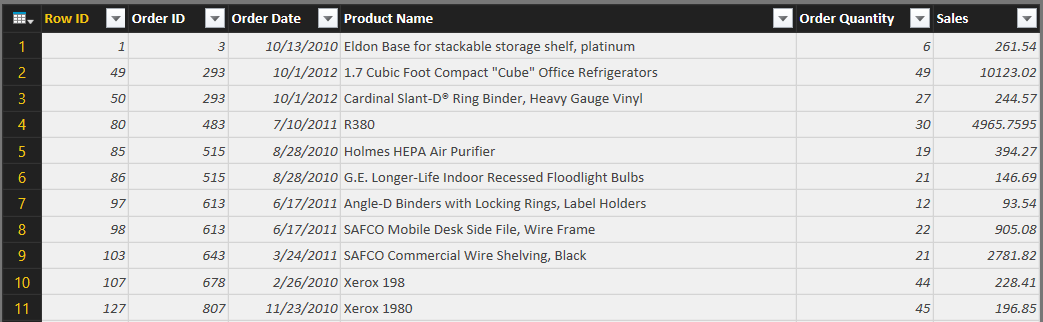 Row ID Order ID Order Date Product Name Order Quantity Sales
1 1 3 10/13/2010 Eldon Base for stackable storage shelf, platinum 6 261.54
2 49 293 10/1/2012 1.7 Cubic Foot Compact "Cube" Office Refrigerators 49 10123.02
3 50 293 10/1/2012 Cardinal Slant-D® Ring Binder, Heavy Gauge Vinyl 27 244.57
4 80 483 7/10/2011 R380 30 4965.7595
5 85 515 8/28/2010 Holmes HEPA Air Purifier 19 394.27
6 86 515 8/28/2010 G.E. Longer-Life Indoor Recessed Floodlight Bulbs 21 146.69
7 97 613 6/17/2011 Angle-D Binders with Locking Rings, Label Holders 12 93.54
8 98 613 6/17/2011 SAFCO Mobile Desk Side File, Wire Frame 22 905.08
9 103 643 3/24/2011 SAFCO Commercial Wire Shelving, Black 21 2781.82
10 107 678 2/26/2010 Xerox 198 44 228.41
11 127 807 11/23/2010 Xerox 1980 45 196.85